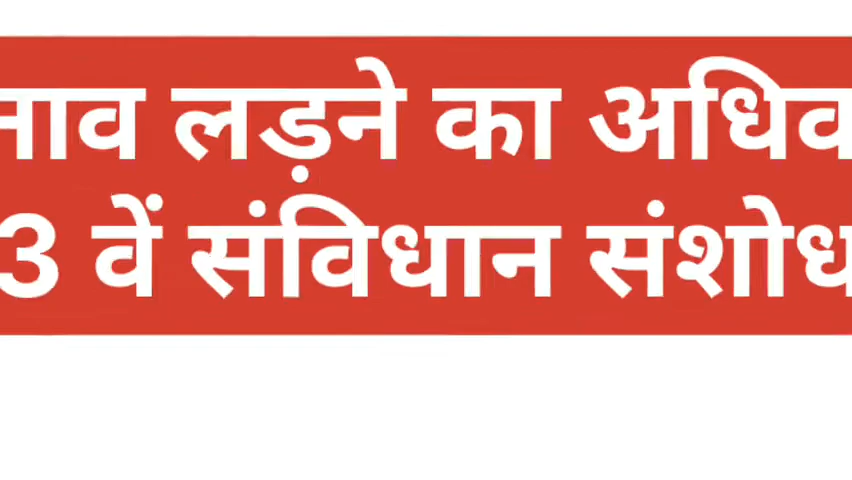 नाव लड़ने का अधिक
3 वें संविधान संशोध